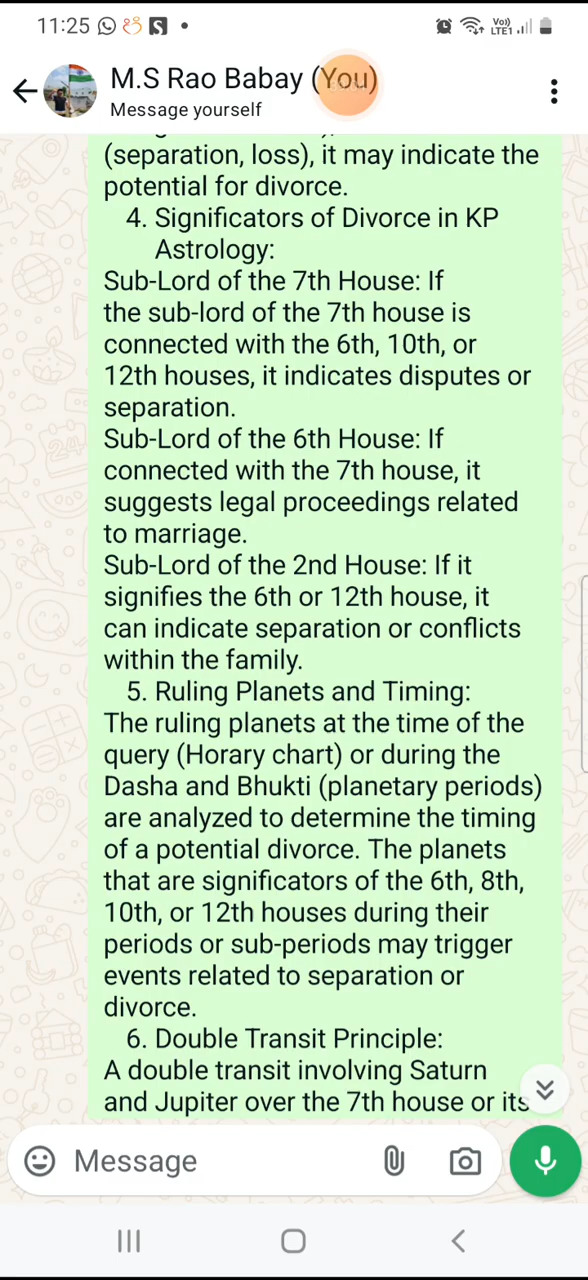 11:25
Vo)) LTE1
M.S Rao Babay (You)
Message yourself
(separation, loss), it may indicate the
potential for divorce.
4. Significators of Divorce in KP
Astrology:
Sub-Lord of the 7th House: If
the sub-lord of the 7th house is
connected with the 6th, 10th, or
12th houses, it indicates disputes or
separation.
Sub-Lord of the 6th House: If
connected with the 7th house, it
suggests legal proceedings related
to marriage.
Sub-Lord of the 2nd House: If it
signifies the 6th or 12th house, it
can indicate separation or conflicts
within the family.
5. Ruling Planets and Timing:
The ruling planets at the time of the
query (Horary chart) or during the
Dasha and Bhukti (planetary periods)
are analyzed to determine the timing
of a potential divorce. The planets
that are significators of the 6th, 8th,
10th, or 12th houses during their
periods or sub-periods may trigger
events related to separation or
divorce.
6. Double Transit Principle:
A double transit involving Saturn
and Jupiter over the 7th house or its
Message